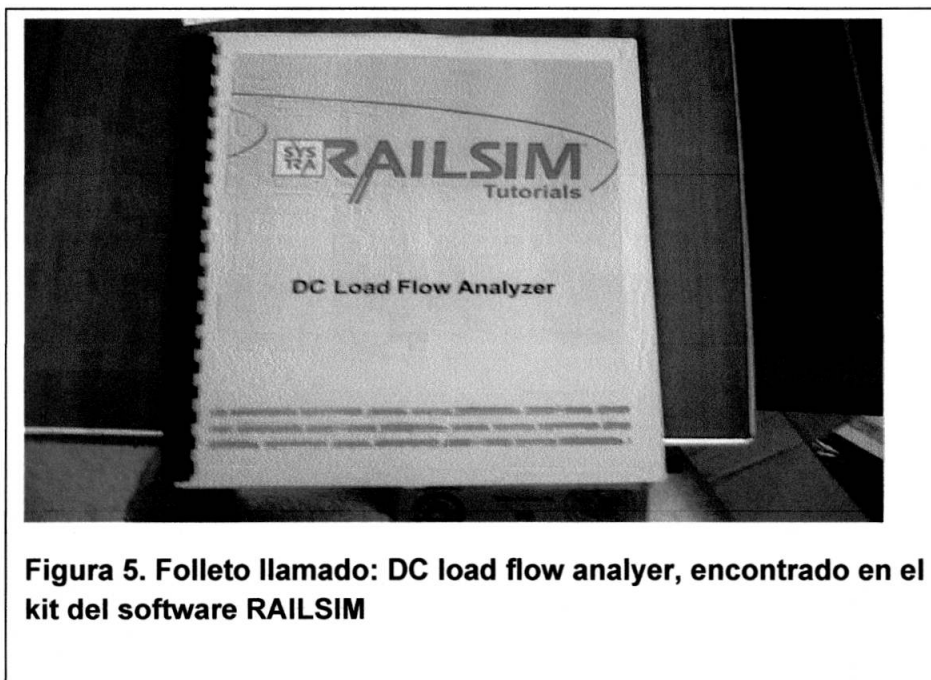 SYS
TRA
RAILSIM
Tutorials
DC Load Flow Analyzer
Figura 5. Folleto llamado: DC load flow analyer, encontrado en el
kit del software RAILSIM